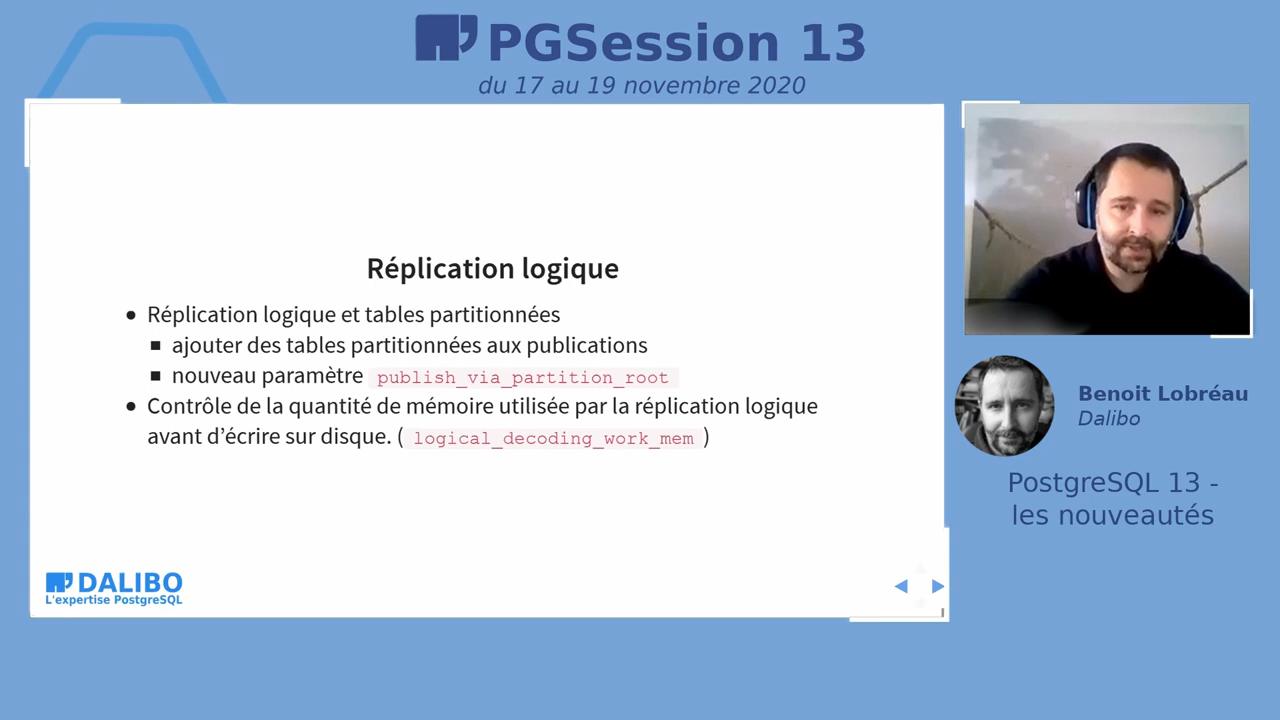 PGSession 13
du 17 au 19 novembre 2020
Réplication logique
• Réplication logique et tables partitionnées
▪ ajouter des tables partitionnées aux publications
▪ nouveau paramètre publish_via_partition_root
• Contrôle de la quantité de mémoire utilisée par la réplication logique
avant d’écrire sur disque. ( logical_decoding_work_mem )
DALIBO
L'expertise PostgreSQL
Benoit Lobréau
Dalibo
PostgreSQL 13 -
les nouveautés